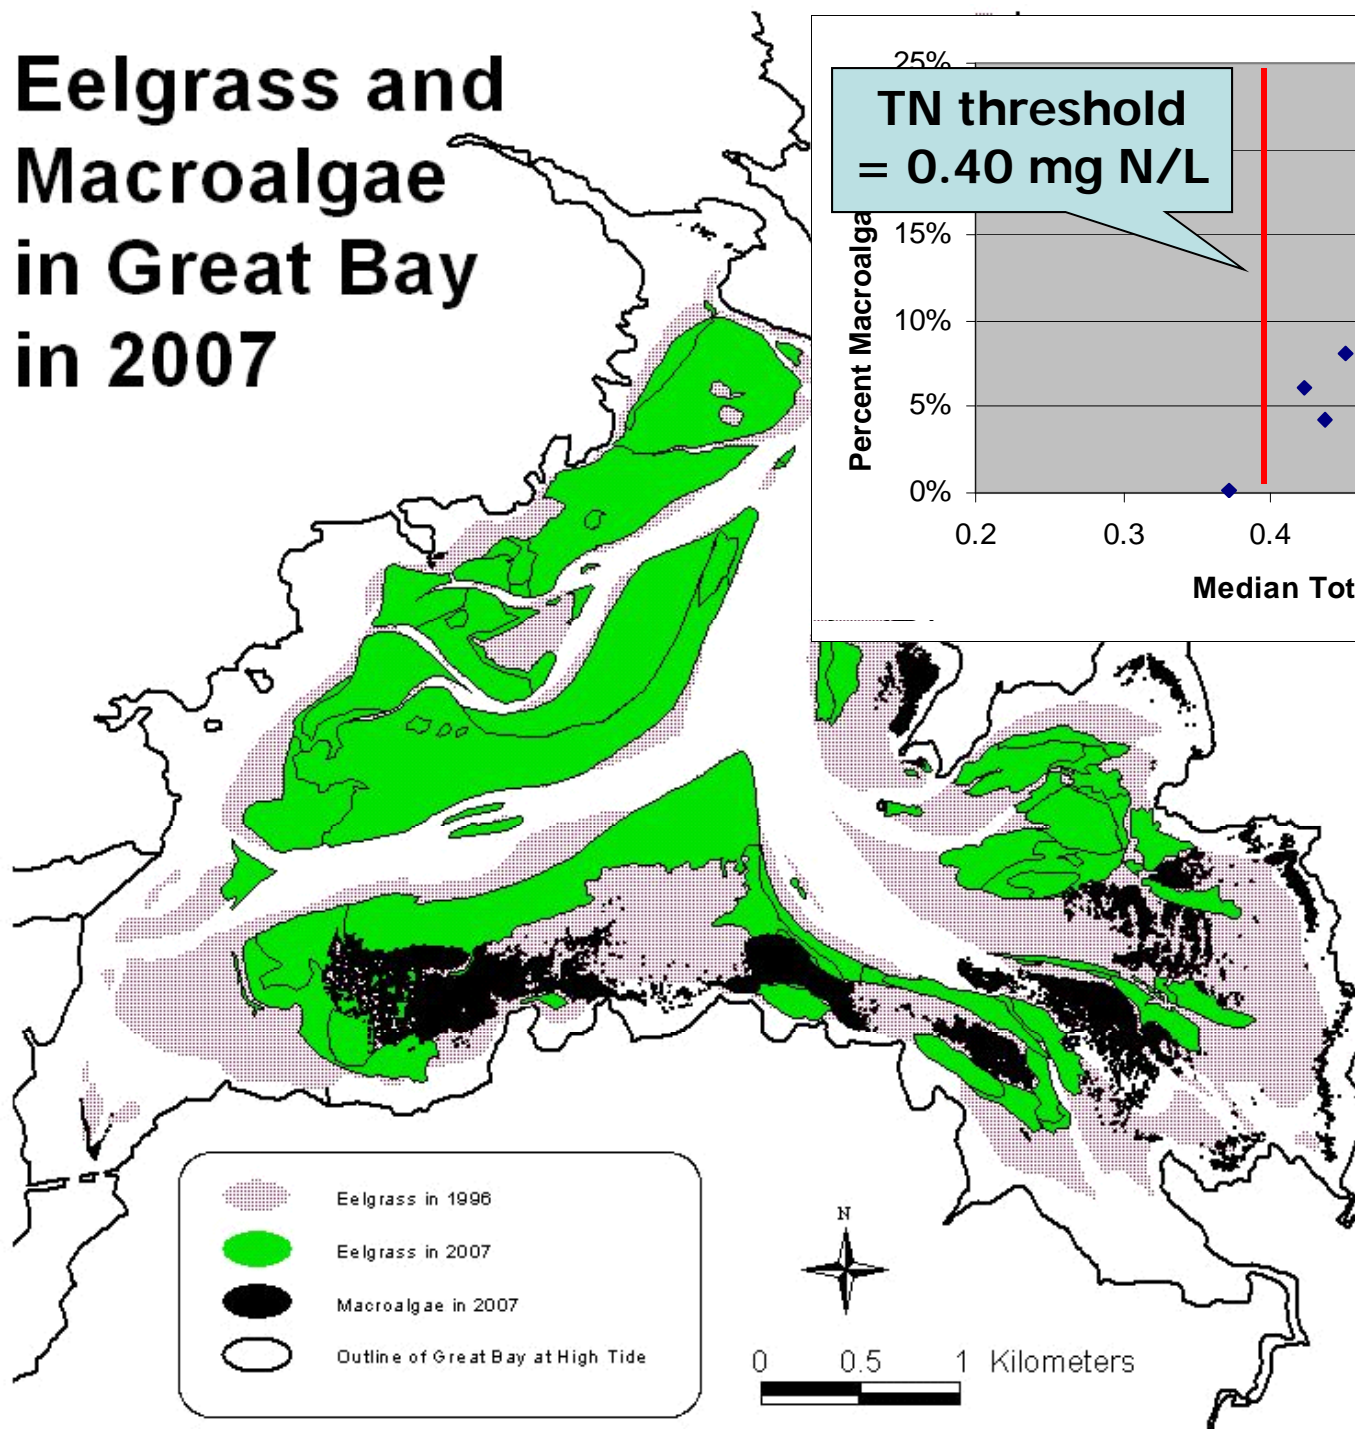 Eelgrass and
Macroalgae
in Great Bay
in 2007
25%
TN threshold
= 0.40 mg N/L
15%
10%
5%
0%
Percent Macroalga
0.2 0.3 0.4
Median Tot
Eelgrass in 1996
Eelgrass in 2007
Macroalgae in 2007
Outline of Great Bay at High Tide
N
0 0.5 1 Kilometers